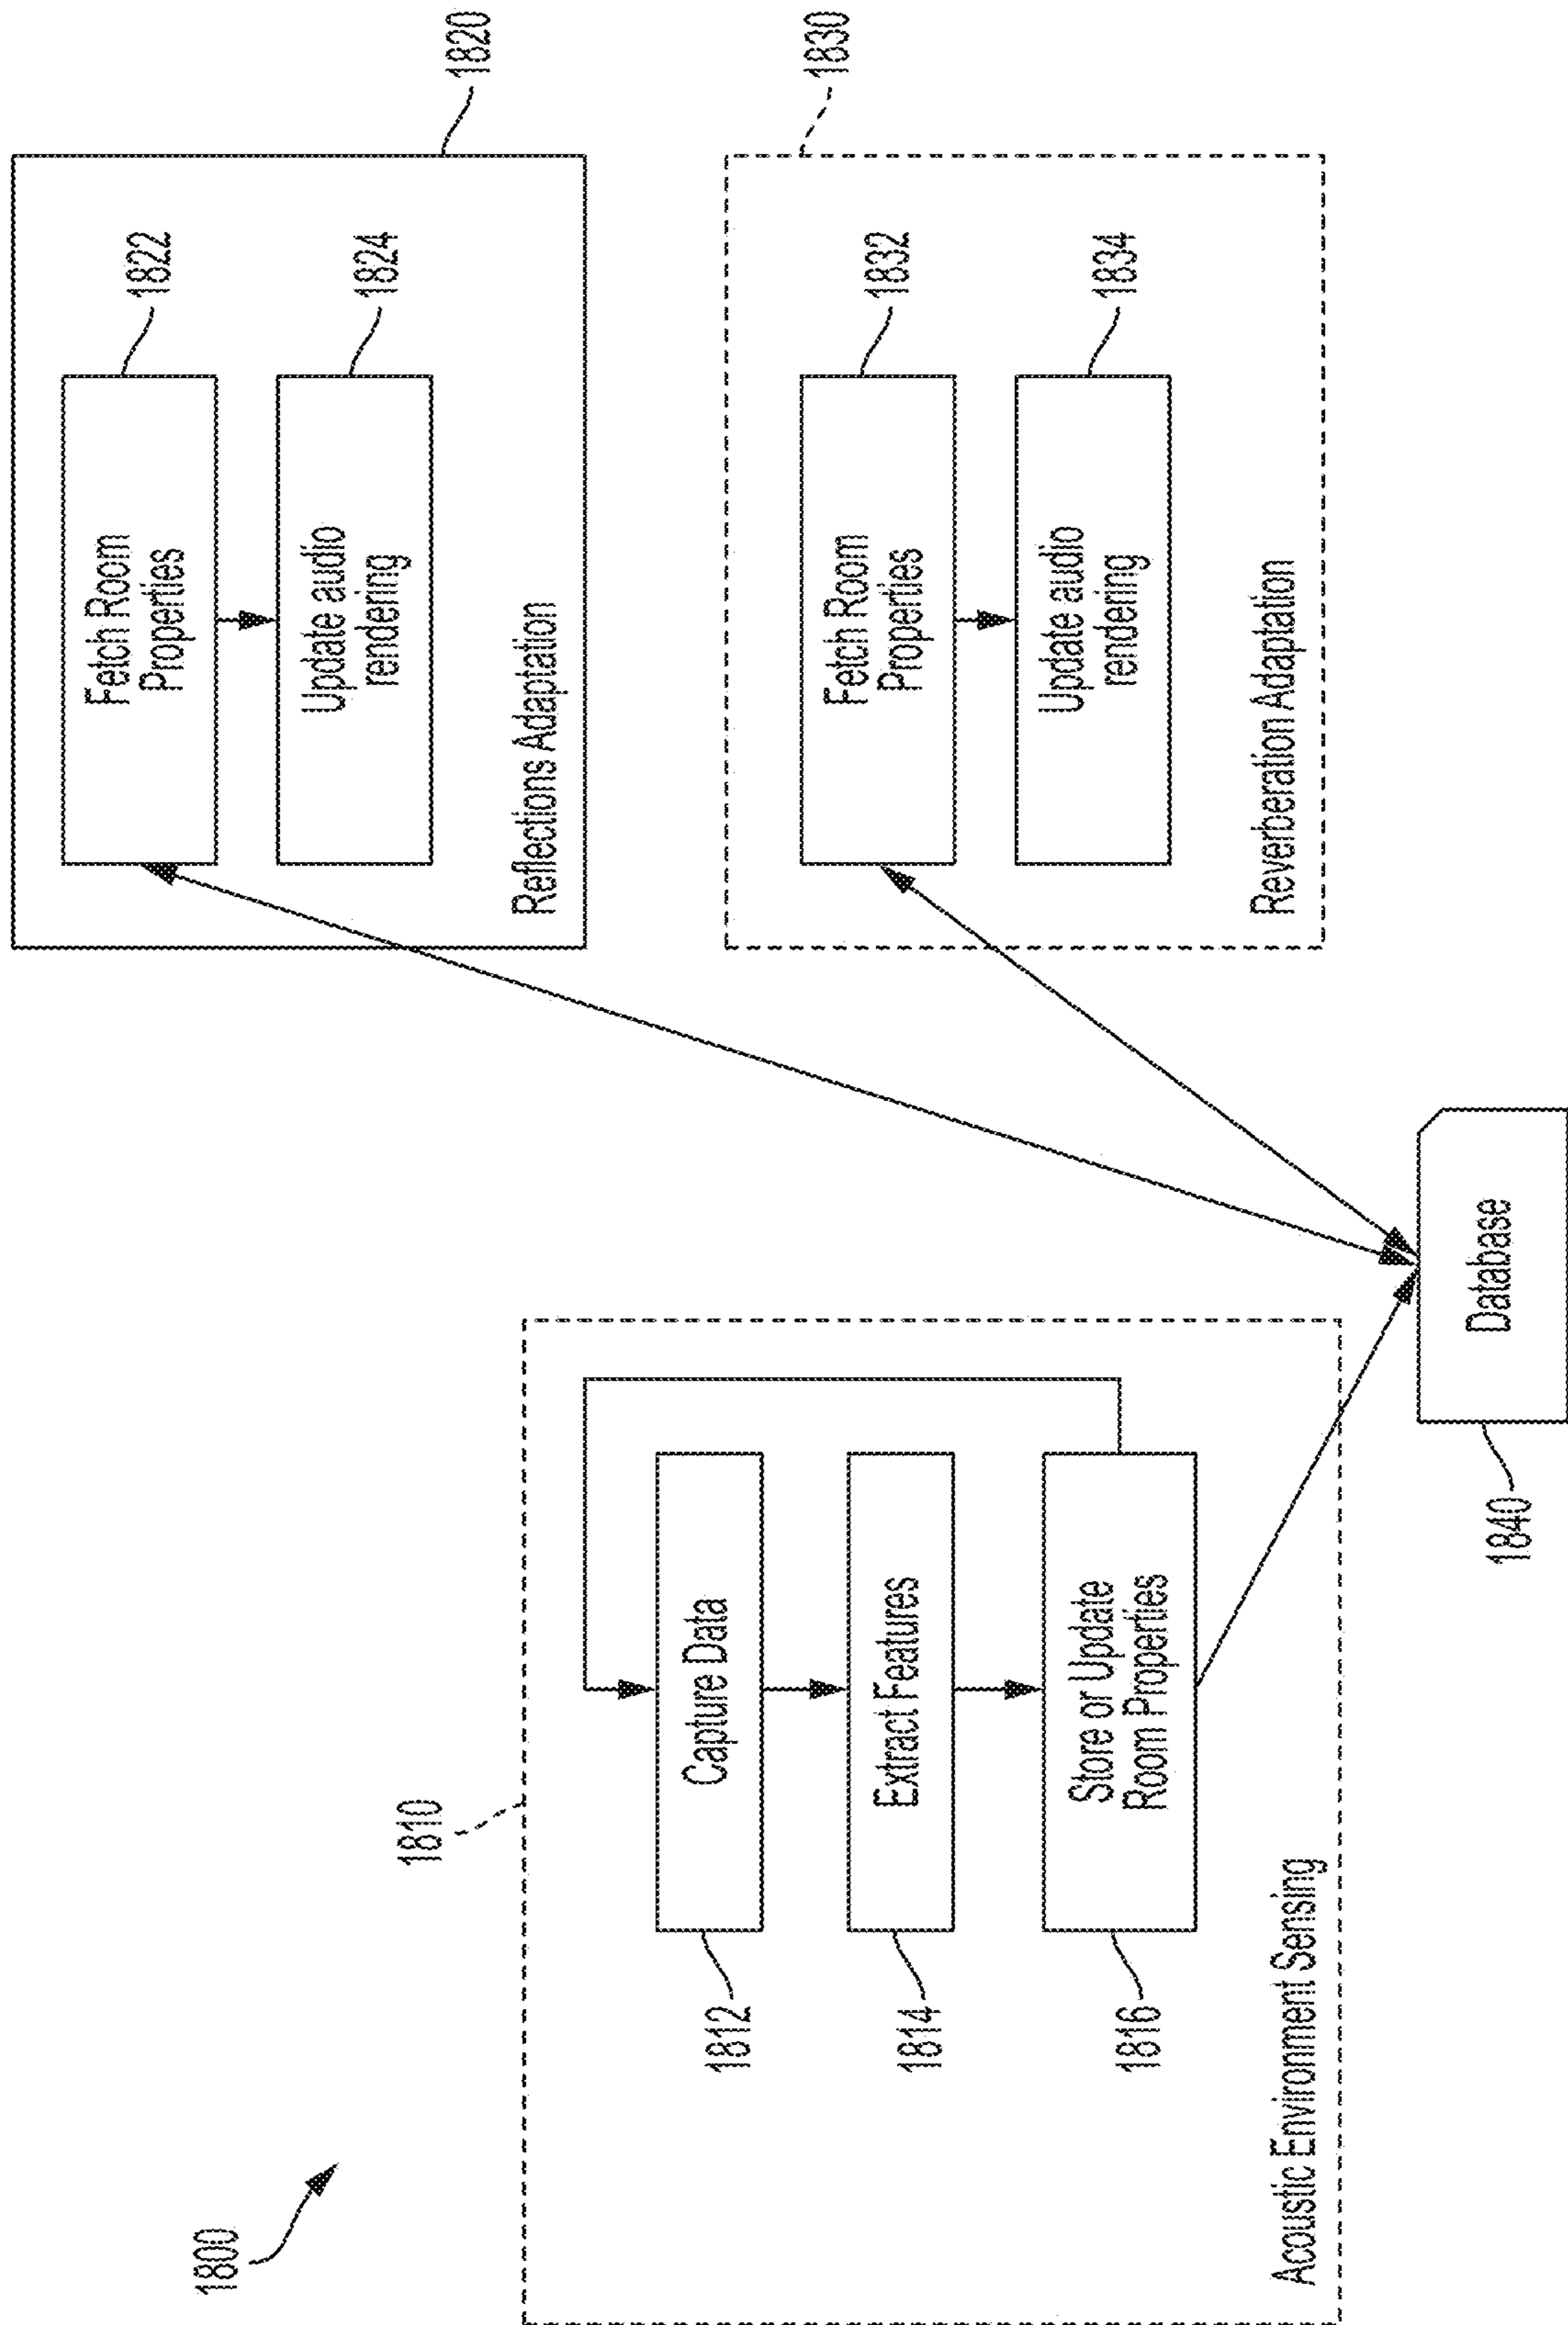 1800
1810
1812
Capture Data
1814
Extract Features
1816
Store or Update
Room Properties
Acoustic Environment Sensing
1820
Fetch Room
Properties
1822
Update audio
rendering
1824
Reflections Adaptation
1830
Fetch Room
Properties
1832
Update audio
rendering
1834
Reverberation Adaptation
Database
1840